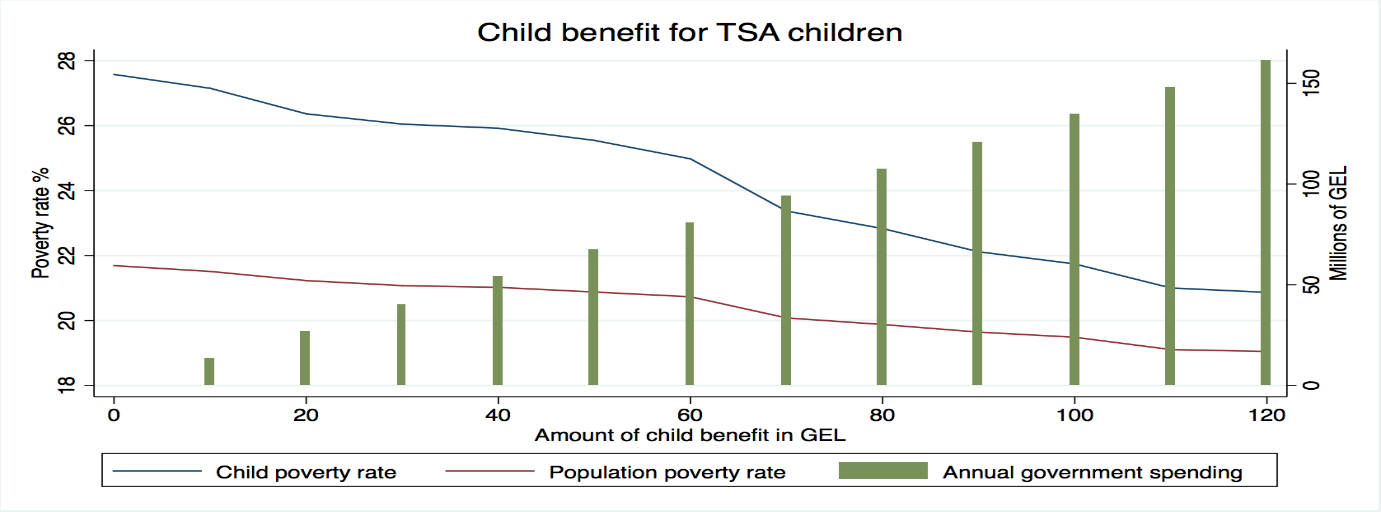 Child benefit for TSA children
28
26
24
22
20
18
Poverty rate %
150
100
50
0
Millions of GEL
0 20 40 60 80 100 120
Amount of child benefit in GEL
Child poverty rate Population poverty rate Annual government spending